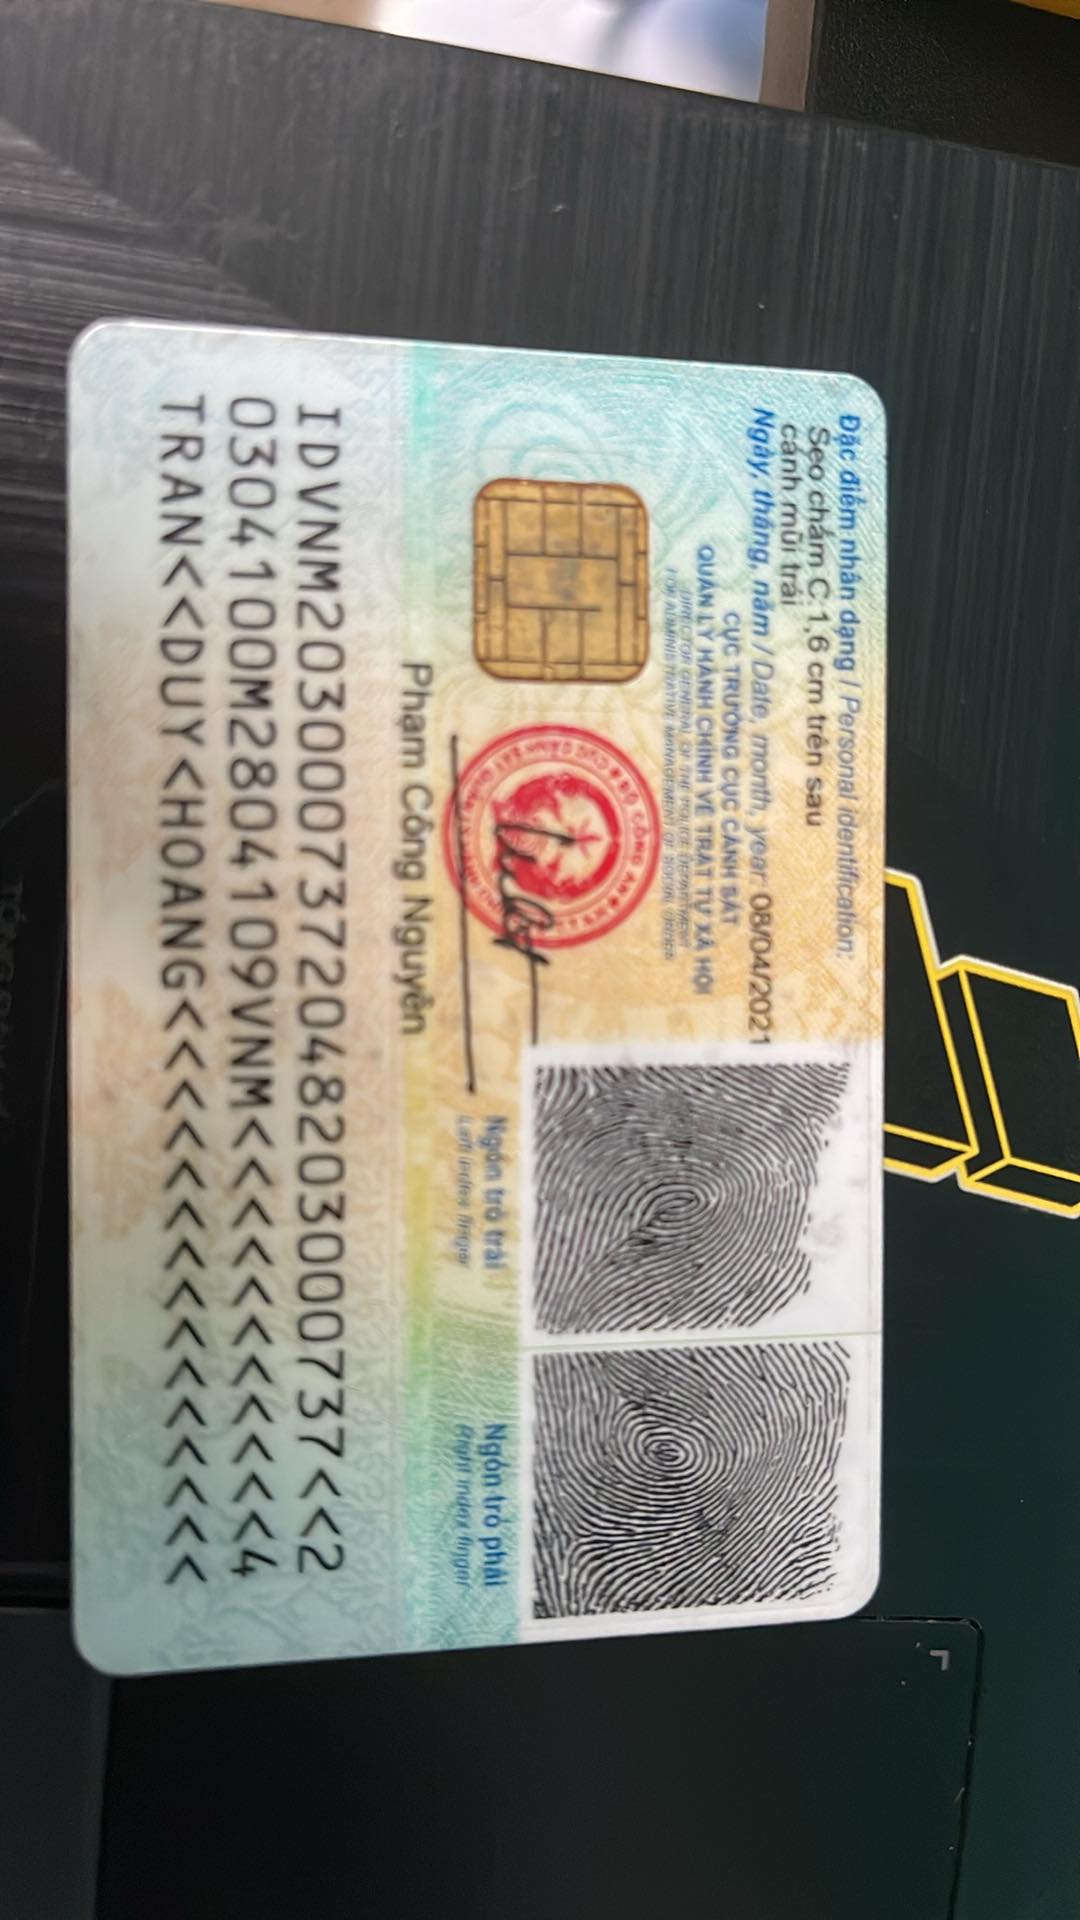 Đặc điểm nhân dạng / Personal identification:
Sẹo chấm C:1,6 cm trên sau
cánh mũi trái
Ngày, tháng, năm / Date, month, year: 08/04/2021
CỤC TRƯỞNG CỤC CẢNH SÁT
QUẢN LÝ HÀNH CHÍNH VỀ TRẬT TỰ XÃ HỘI
DIRECTOR GENERAL OF THE POLICE DEPARTMENT
FOR ADMINISTRATIVE MANAGEMENT OF SOCIAL ORDER
Phạm Công Nguyên
Ngón trỏ trái
Left index finger
Ngón trỏ phải
Right index finger
IDVNM2030007372048203000737<<2
0304100M2804109VNM<<<<<<<<<<<4
TRAN<<DUY<HOANG<<<<<<<<<<<<<<<